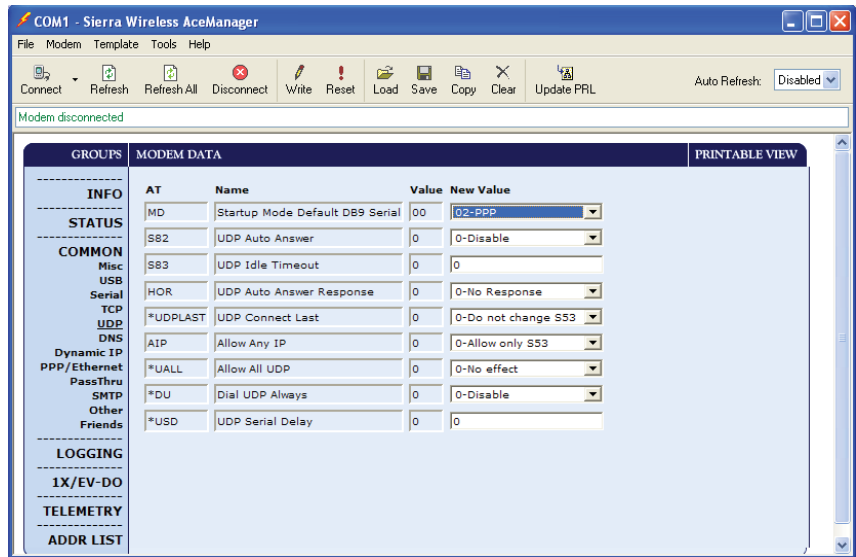 COM1 - Sierra Wireless AceManager
File Modem Template Tools Help
Connect Refresh Refresh All Disconnect Write Reset Load Save Copy Clear Update PRL Auto Refresh: Disabled
Modem disconnected
GROUPS MODEM DATA PRINTABLE VIEW
INFO
STATUS
COMMON
Misc
USB
Serial
TCP
UDP
DNS
Dynamic IP
PPP/Ethernet
PassThru
SMTP
Other
Friends
LOGGING
1X/EV-DO
TELEMETRY
ADDR LIST
AT Name Value New Value
MD Startup Mode Default DB9 Serial 00 02-PPP
S82 UDP Auto Answer 0 0-Disable
S83 UDP Idle Timeout 0 0
HOR UDP Auto Answer Response 0 0-No Response
*UDPLAST UDP Connect Last 0 0-Do not change S53
AIP Allow Any IP 0 0-Allow only S53
*UALL Allow All UDP 0 0-No effect
*DU Dial UDP Always 0 0-Disable
*USD UDP Serial Delay 0 0